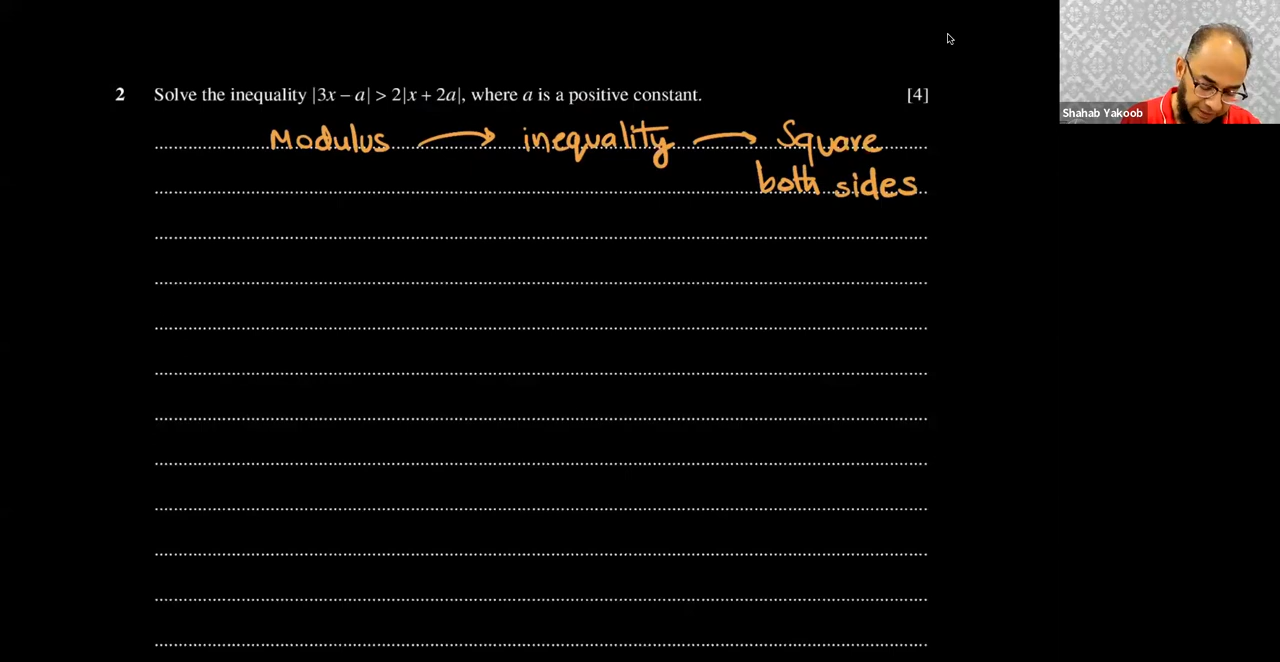 2 Solve the inequality |3x − a| > 2|x + 2a|, where a is a positive constant. [4]
Modulus → inequality → Square
both sides
Shahab Yakoob